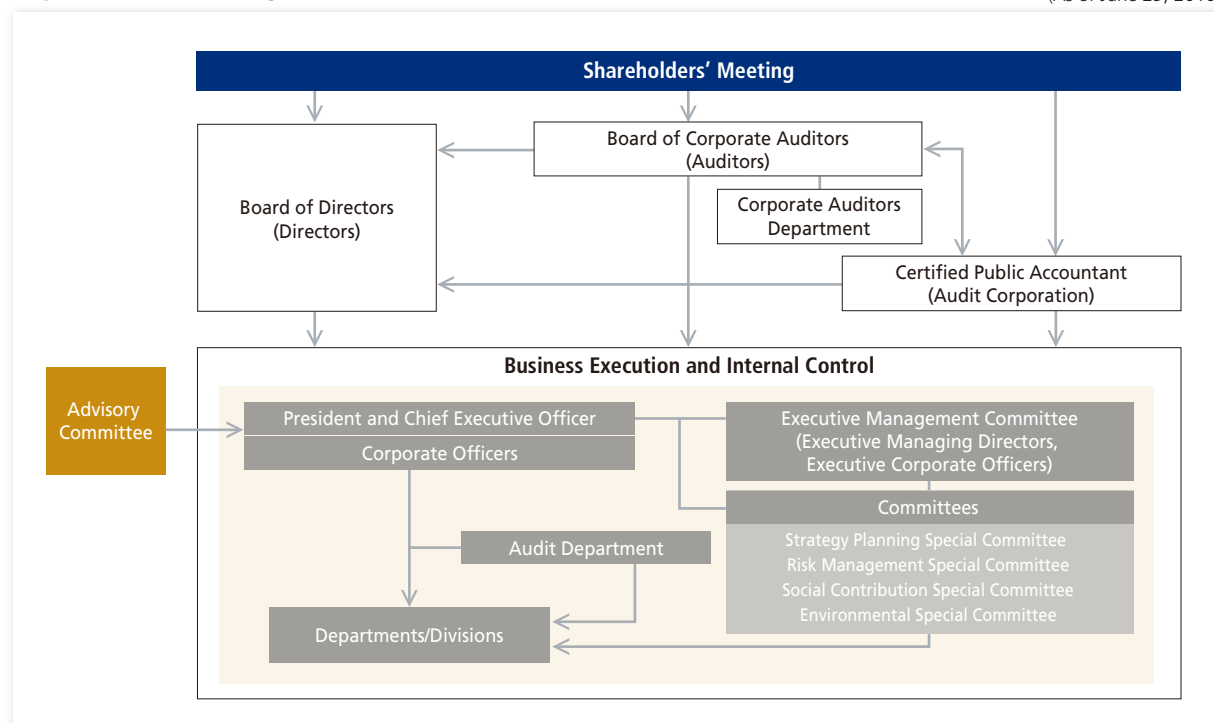 Shareholders’ Meeting
Board of Corporate Auditors
(Auditors)
Board of Directors
(Directors)
Corporate Auditors
Department
Certified Public Accountant
(Audit Corporation)
Business Execution and Internal Control
Advisory
Committee
President and Chief Executive Officer
Corporate Officers
Executive Management Committee
(Executive Managing Directors,
Executive Corporate Officers)
Committees
Strategy Planning Special Committee
Risk Management Special Committee
Social Contribution Special Committee
Environmental Special Committee
Audit Department
Departments/Divisions